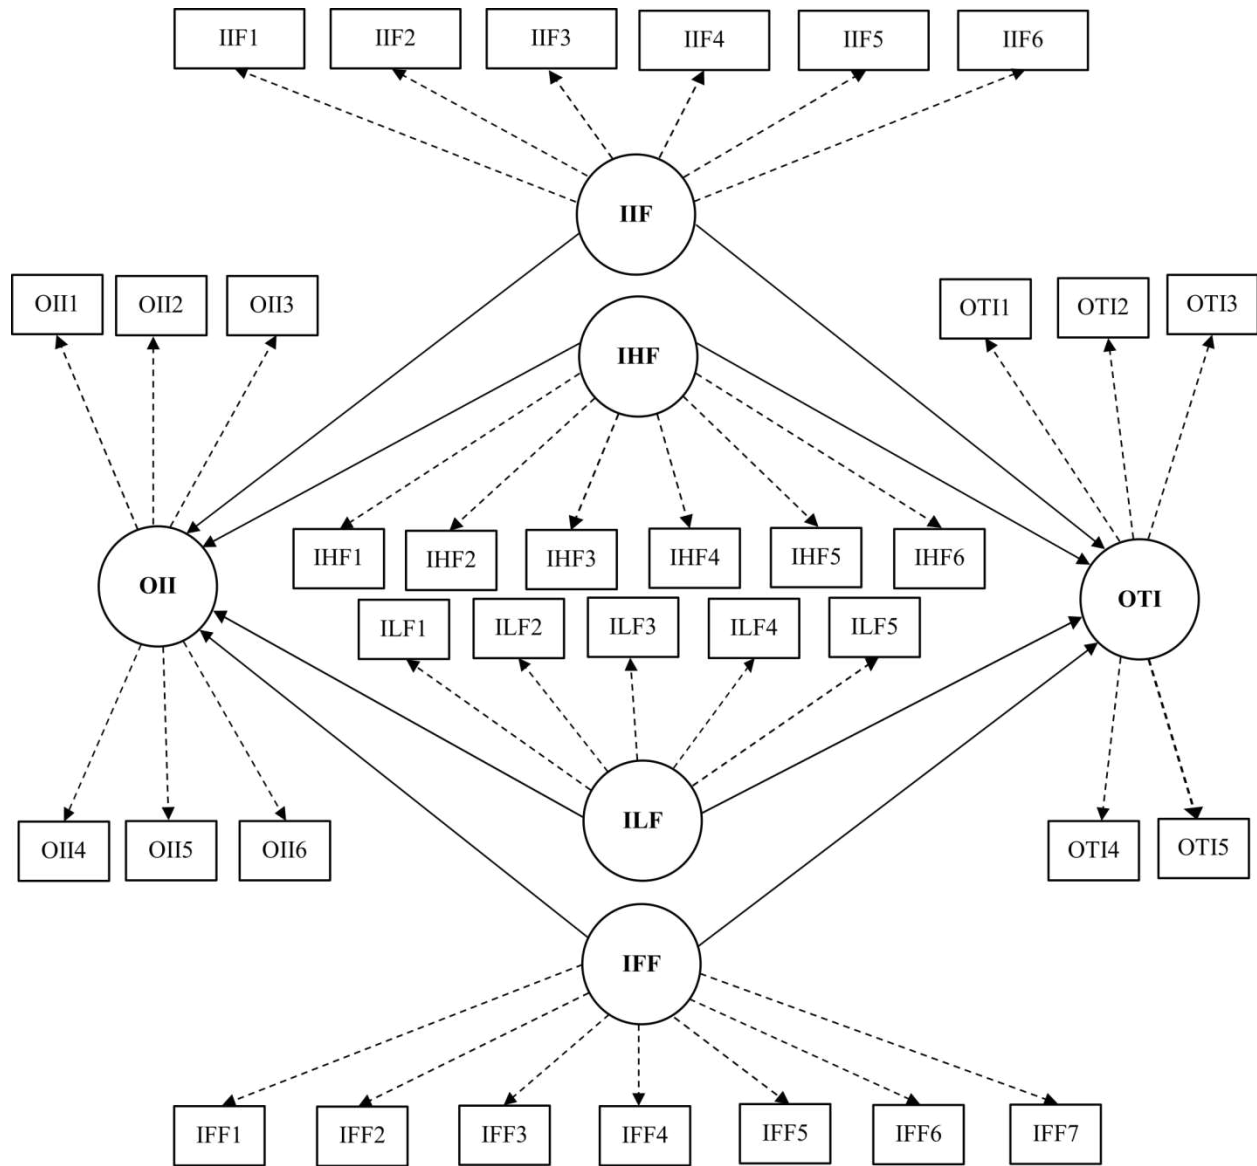 IIF1 IIF2 IIF3 IIF4 IIF5 IIF6
IIF
OII1 OII2 OII3
IHF
OTI1 OTI2 OTI3
IHF1 IHF2 IHF3 IHF4 IHF5 IHF6
OII
OTI
ILF1 ILF2 ILF3 ILF4 ILF5
ILF
OII4 OII5 OII6
OTI4 OTI5
IFF
IFF1 IFF2 IFF3 IFF4 IFF5 IFF6 IFF7